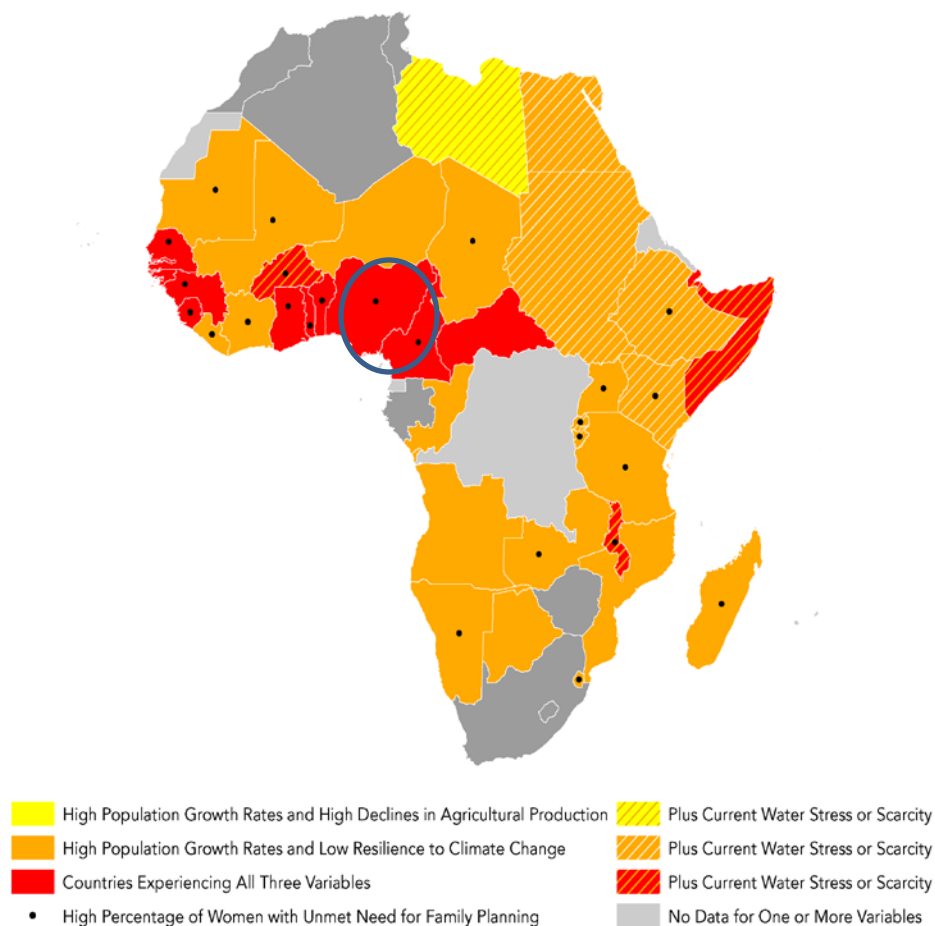 High Population Growth Rates and High Declines in Agricultural Production
Plus Current Water Stress or Scarcity
High Population Growth Rates and Low Resilience to Climate Change
Plus Current Water Stress or Scarcity
Countries Experiencing All Three Variables
Plus Current Water Stress or Scarcity
High Percentage of Women with Unmet Need for Family Planning
No Data for One or More Variables